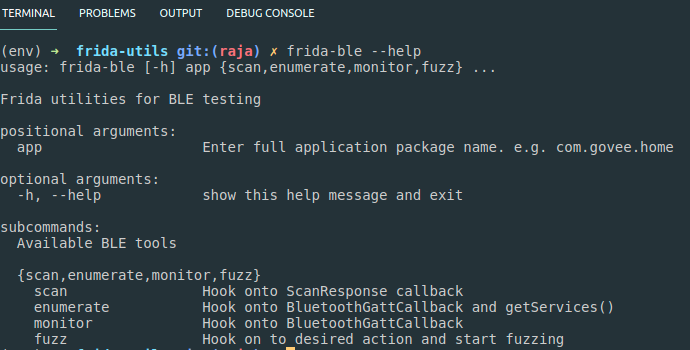 TERMINAL PROBLEMS OUTPUT DEBUG CONSOLE
(env) ➜ frida-utils git:(raja) ✗ frida-ble --help
usage: frida-ble [-h] app {scan,enumerate,monitor,fuzz} ...
Frida utilities for BLE testing
positional arguments:
app Enter full application package name. e.g. com.govee.home
optional arguments:
-h, --help show this help message and exit
subcommands:
Available BLE tools
{scan,enumerate,monitor,fuzz}
scan Hook onto ScanResponse callback
enumerate Hook onto BluetoothGattCallback and getServices()
monitor Hook onto BluetoothGattCallback
fuzz Hook on to desired action and start fuzzing